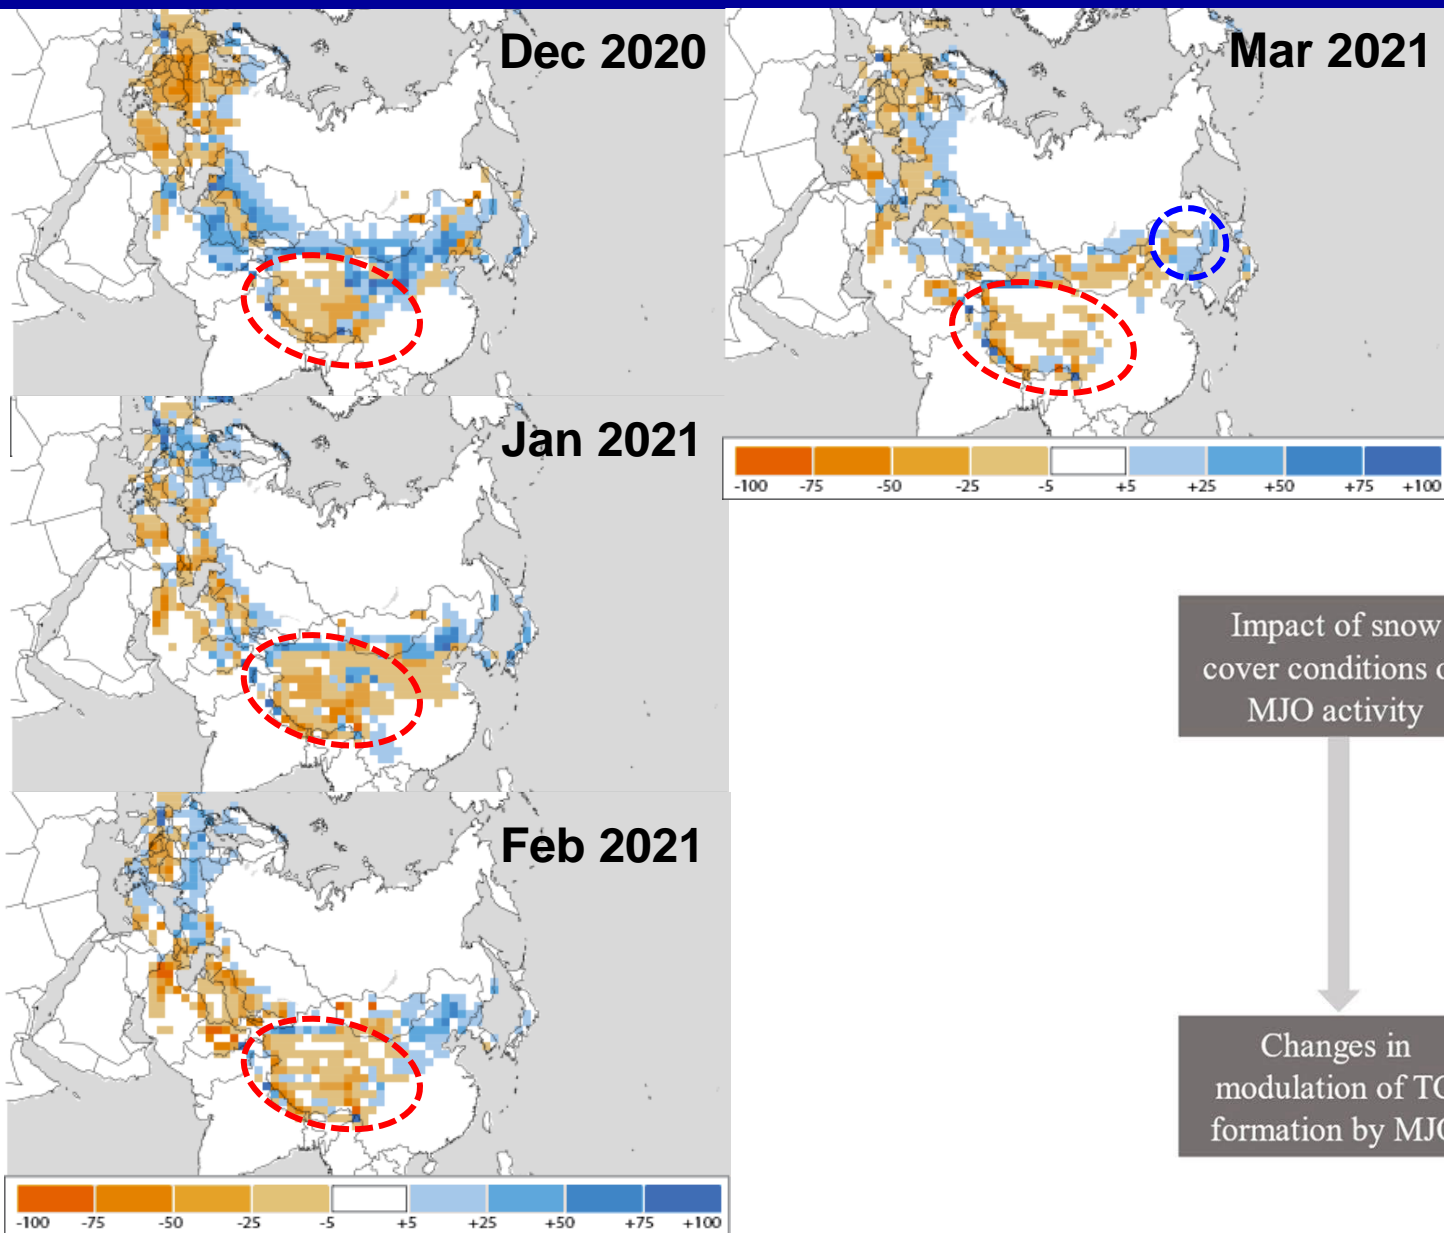 Dec 2020
Mar 2021
Jan 2021
-100 -75 -50 -25 -5 +5 +25 +50 +75 +100
Impact of snow
cover conditions
MJO activity
Feb 2021
Changes in
modulation of
formation by
-100 -75 -50 -25 -5 +5 +25 +50 +75 +100